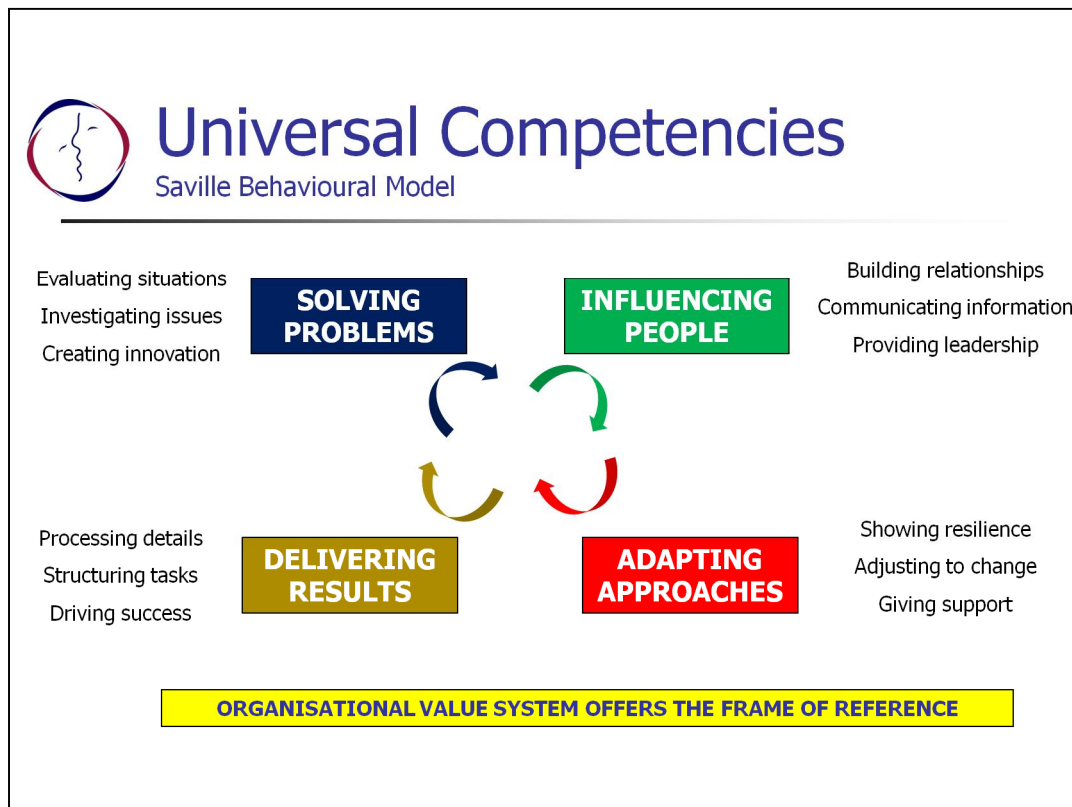 Universal Competencies
Saville Behavioural Model
Evaluating situations
Investigating issues
Creating innovation
SOLVING
PROBLEMS
INFLUENCING
PEOPLE
Building relationships
Communicating information
Providing leadership
Processing details
Structuring tasks
Driving success
DELIVERING
RESULTS
ADAPTING
APPROACHES
Showing resilience
Adjusting to change
Giving support
ORGANISATIONAL VALUE SYSTEM OFFERS THE FRAME OF REFERENCE